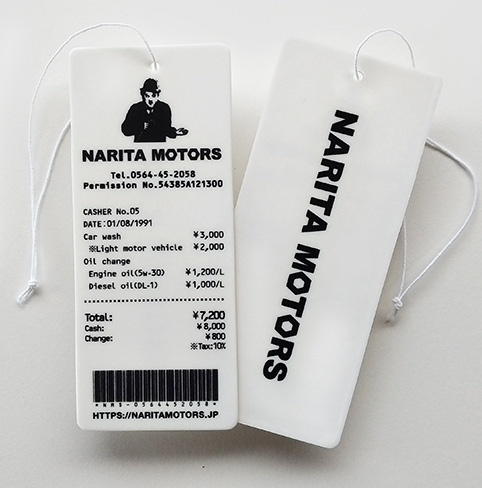 NARITA MOTORS
Tel.0564-45-2058
Permission No.54385A121300
CASHER No.05
DATE:01/08/1991
Car wash ¥3,000
※Light motor vehicle ¥2,000
Oil change
Engine oil(5w-30) ¥1,200/L
Diesel oil(DL-1) ¥1,000/L
Total: ¥7,200
Cash: ¥8,000
Change: ¥800
※Tax:10%
*NMS-0564452058*
HTTPS://NARITAMOTORS.JP
NARITA MOTORS